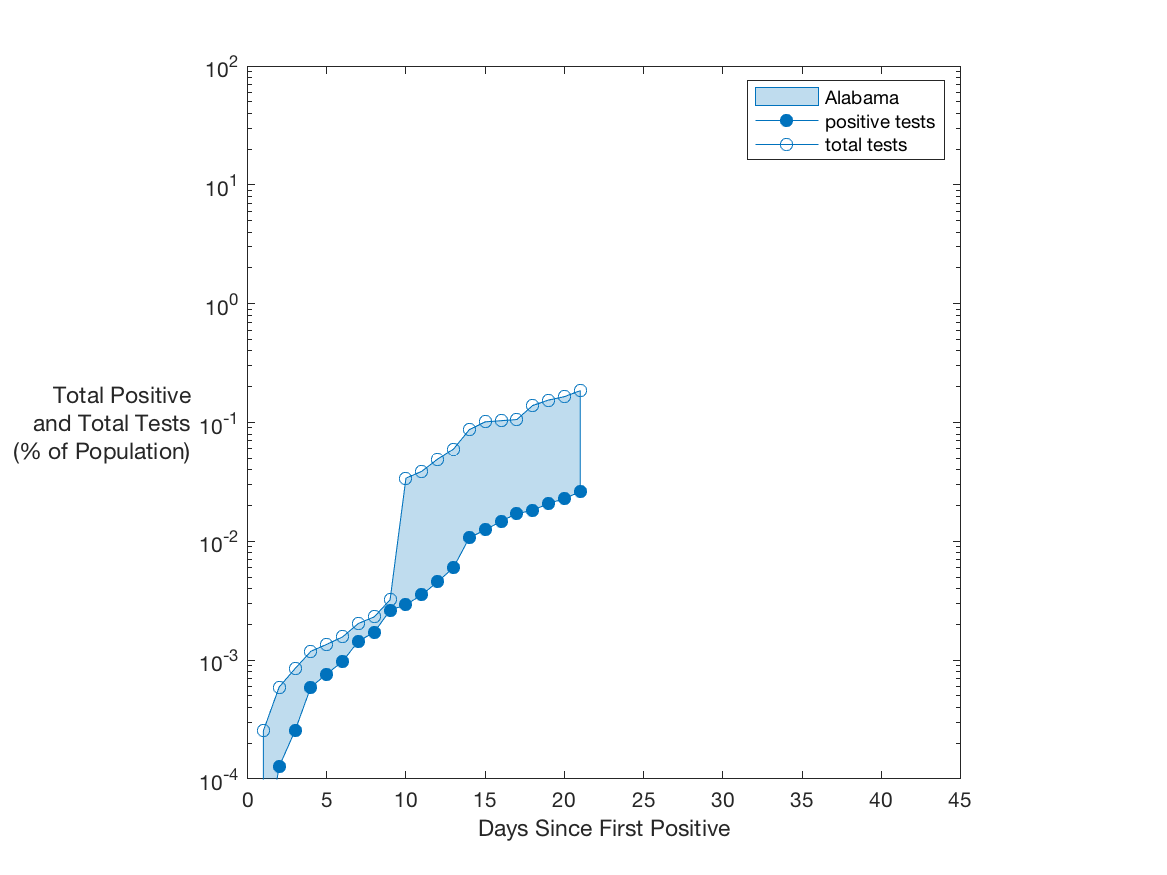 10^2
Alabama
positive tests
total tests
10^1
10^0
Total Positive
and Total Tests
(% of Population)
10^-1
10^-2
10^-3
10^-4
0 5 10 15 20 25 30 35 40 45
Days Since First Positive